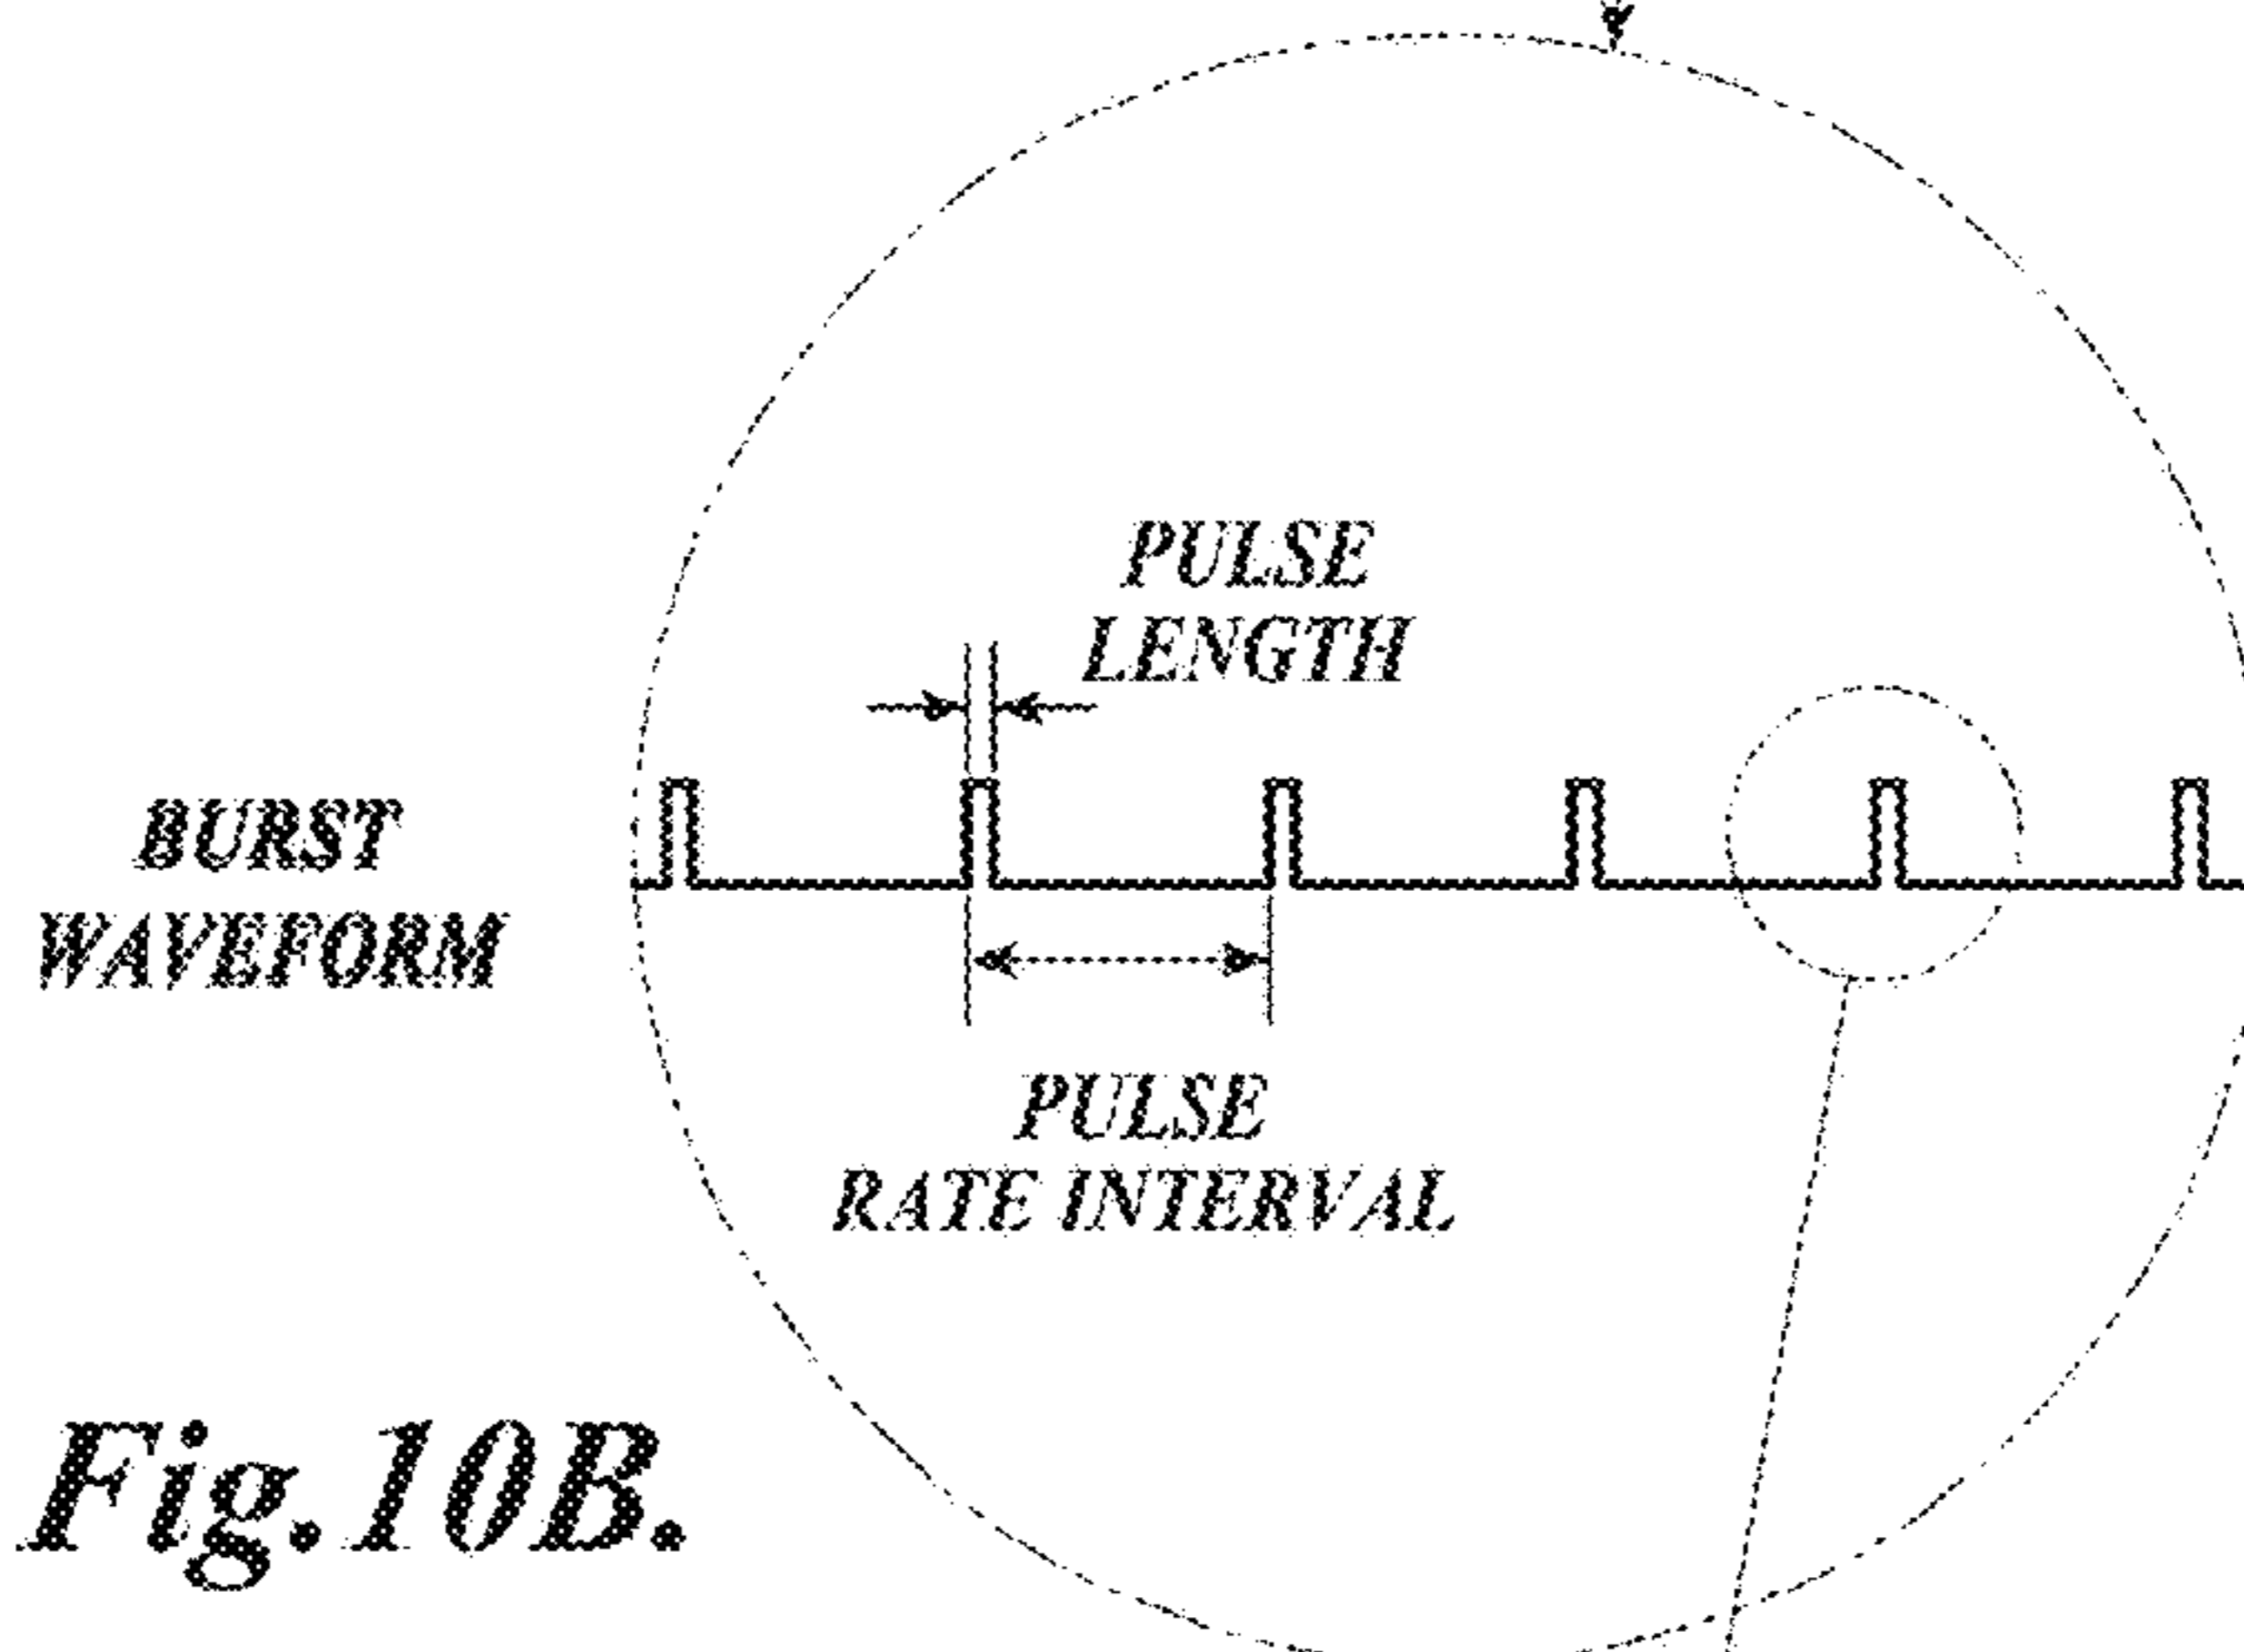 PULSE
LENGTH
BURST
WAVEFORM
PULSE
RATE INTERVAL
Fig.10B.